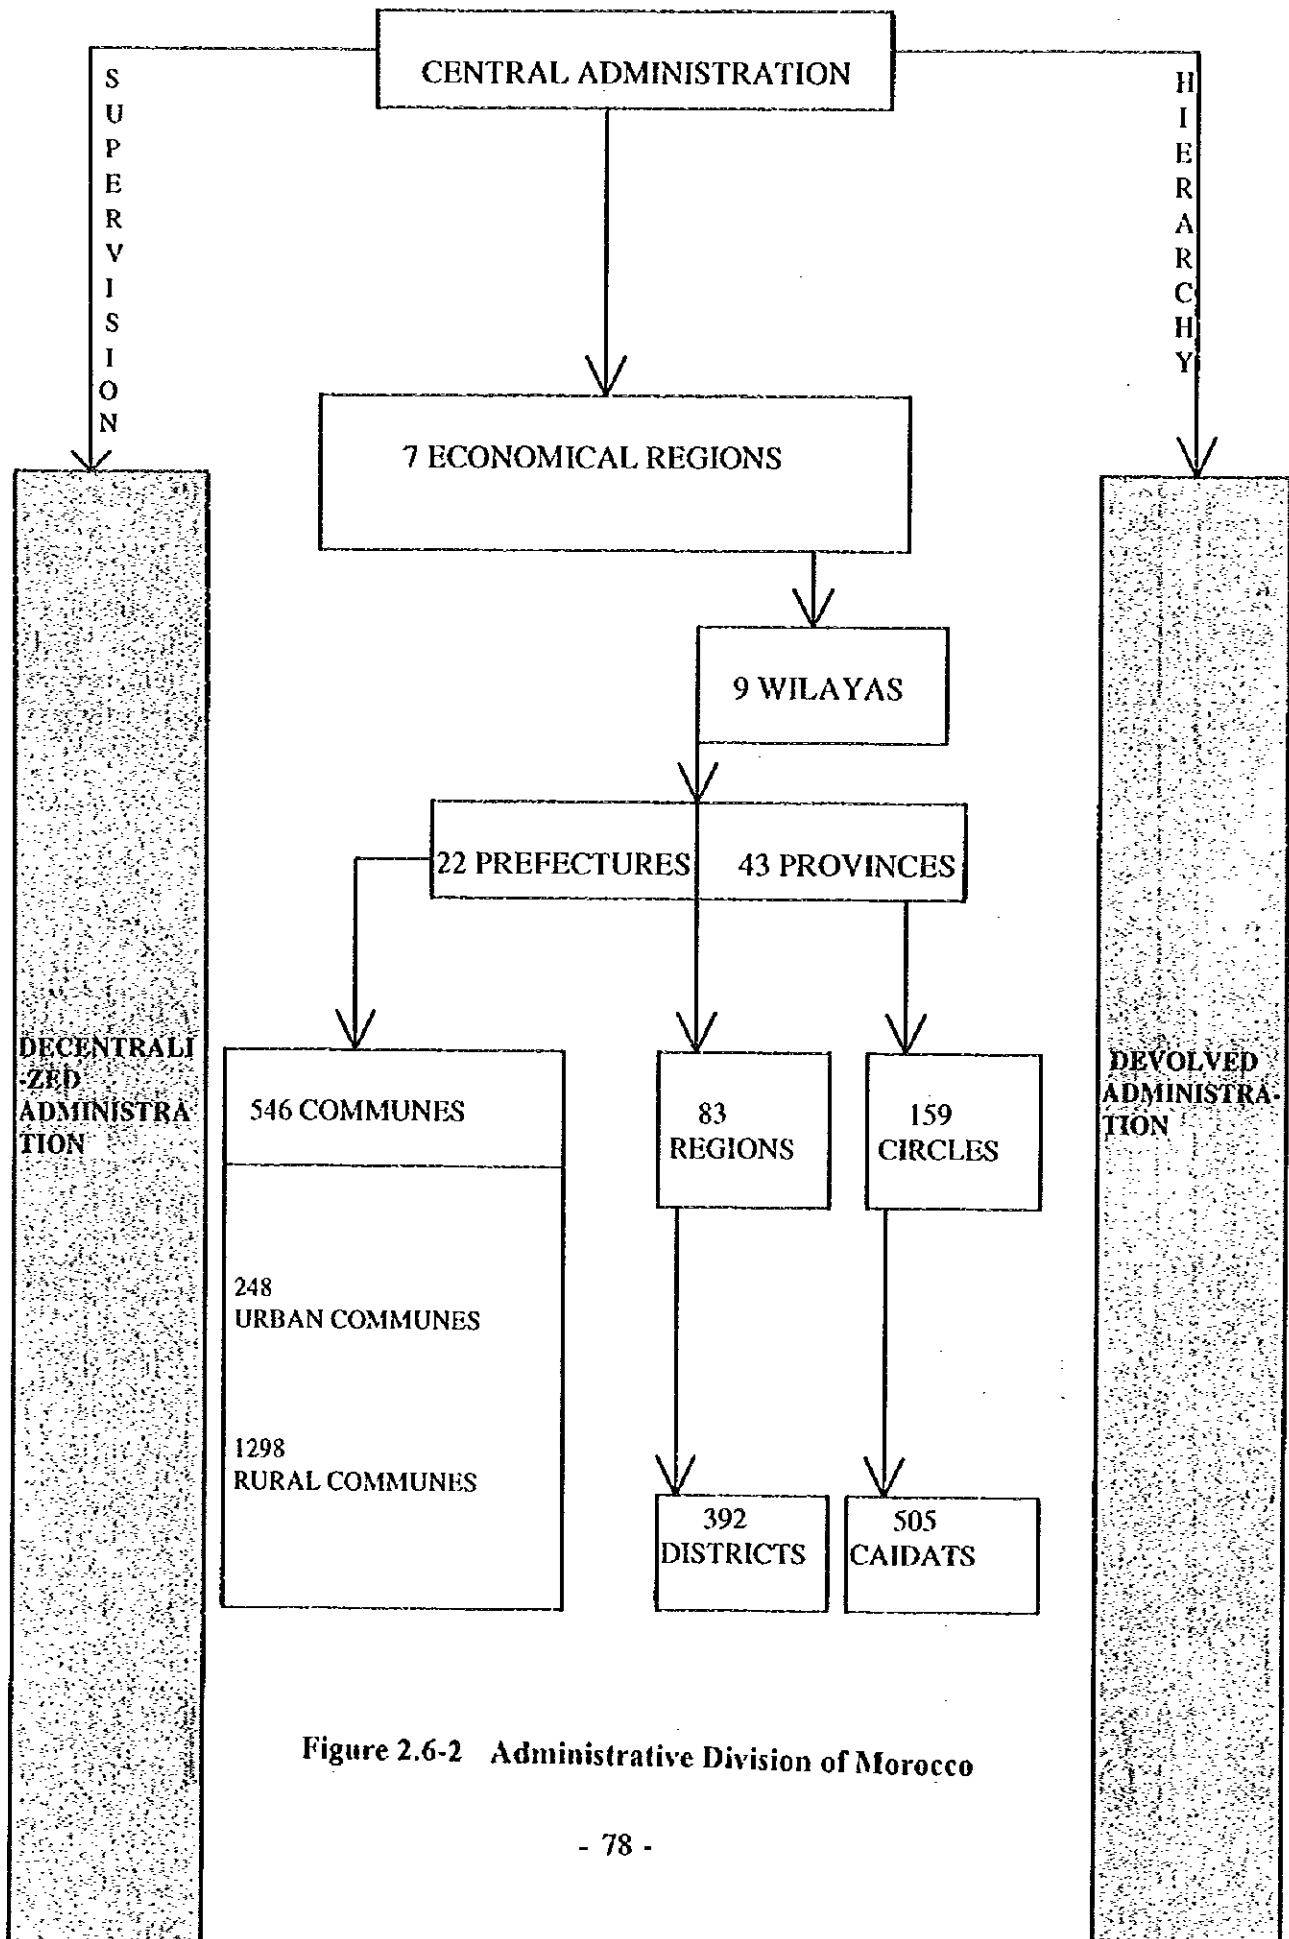 CENTRAL ADMINISTRATION
SUPERVISION
HIERARCHY
7 ECONOMICAL REGIONS
9 WILAYAS
22 PREFECTURES
43 PROVINCES
DECENTRALI
-ZED
ADMINISTRA
TION
546 COMMUNES
248
URBAN COMMUNES
1298
RURAL COMMUNES
83
REGIONS
159
CIRCLES
392
DISTRICTS
505
CAIDATS
DEVOLVED
ADMINISTRA-
TION
Figure 2.6-2 Administrative Division of Morocco
- 78 -